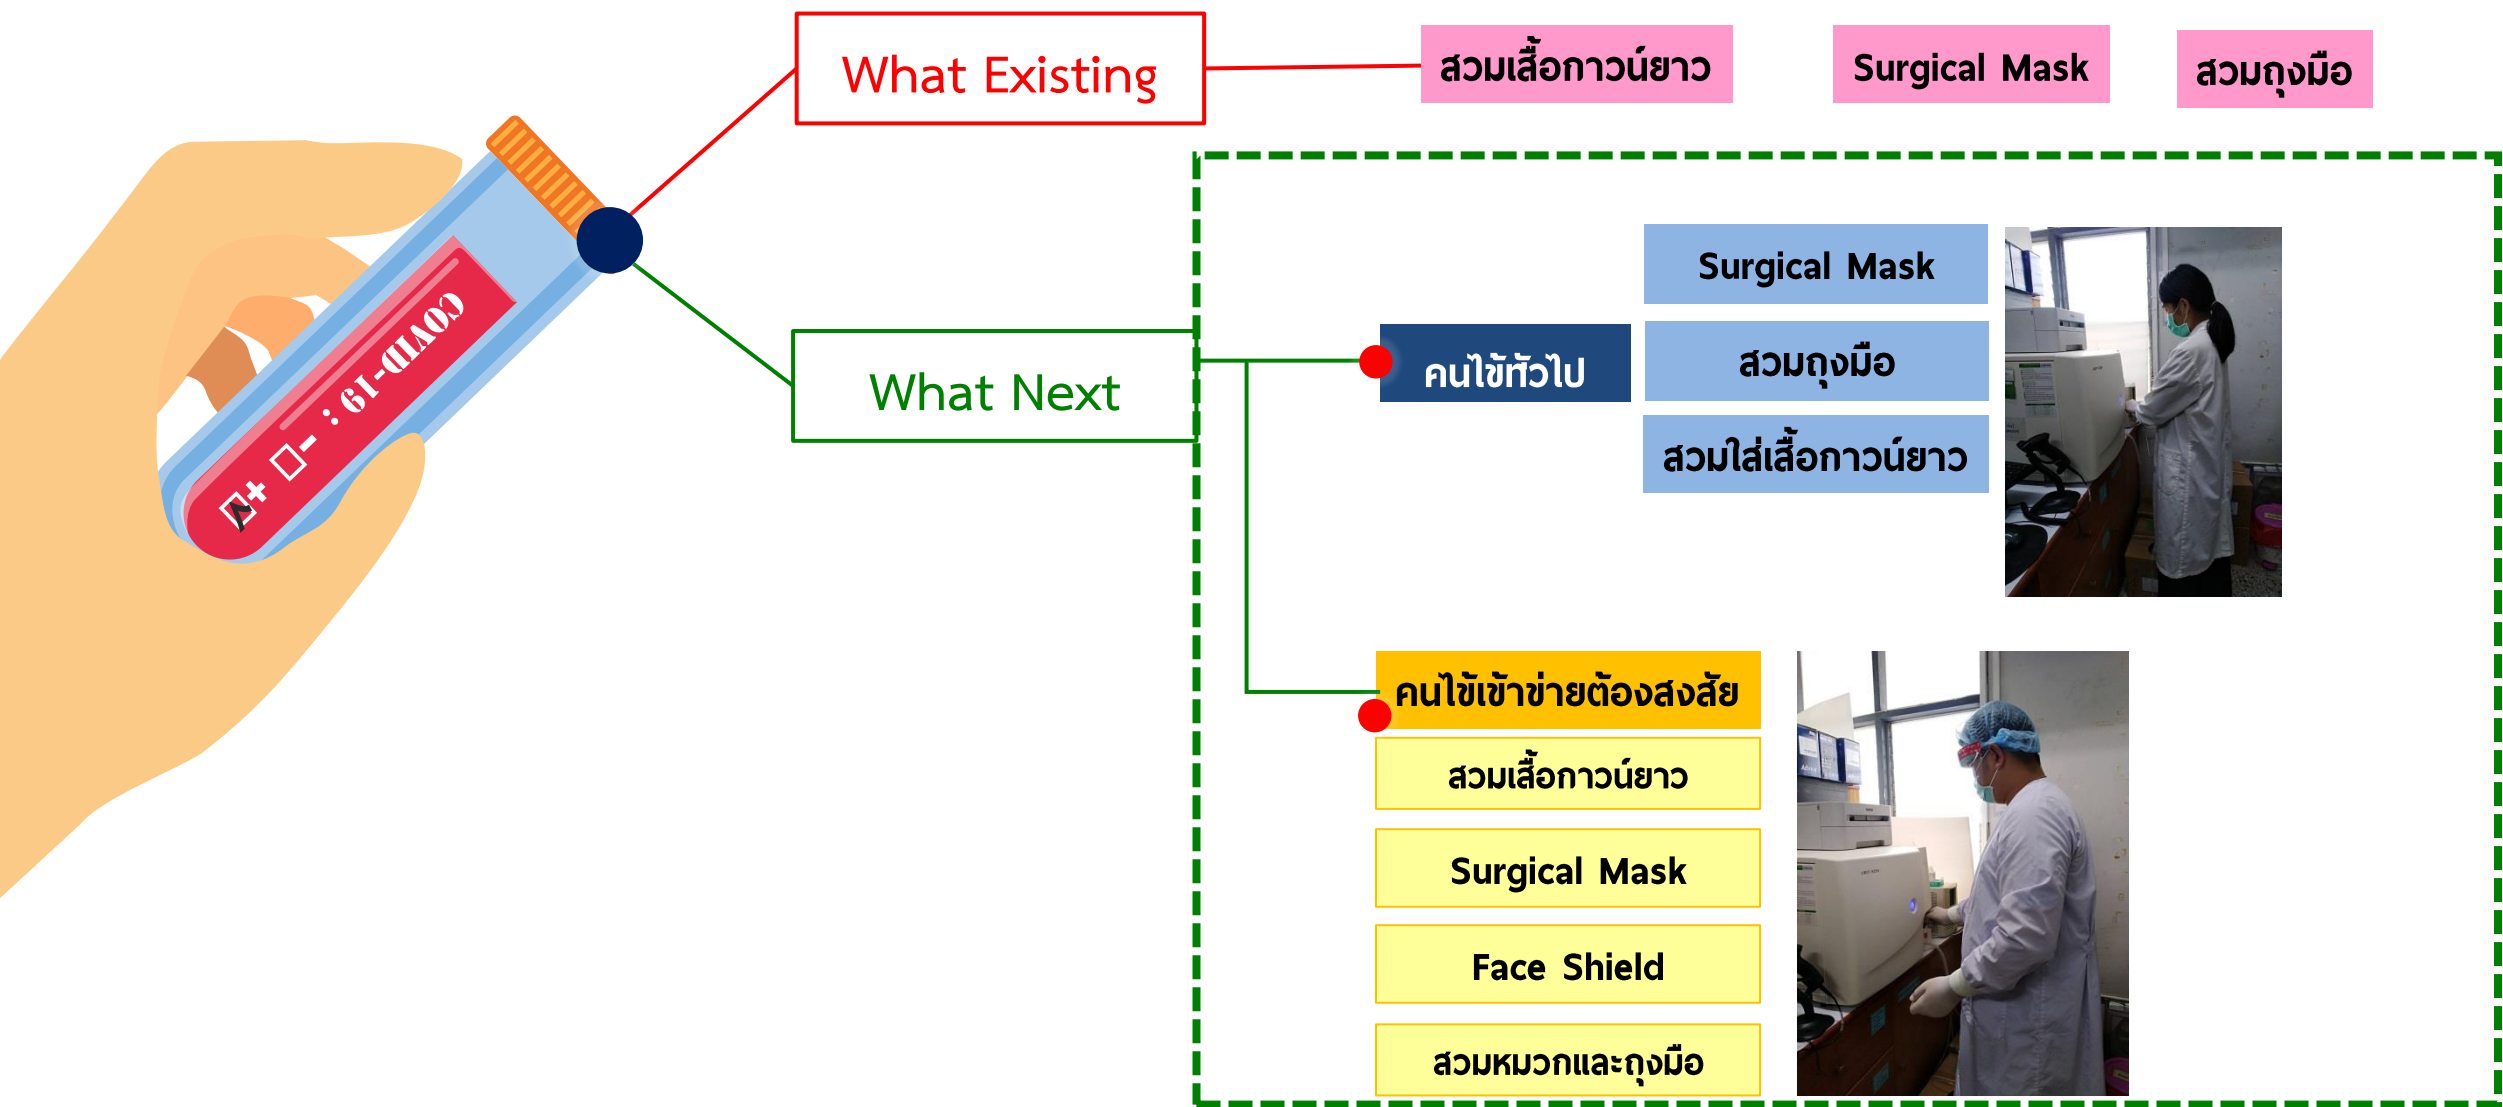 What Existing
สวมเสื้อกาวน์ยาว
Surgical Mask
สวมถุงมือ
COVID-19 :
+ -
What Next
คนไข้ทั่วไป
Surgical Mask
สวมถุงมือ
สวมใส่เสื้อกาวน์ยาว
คนไข้เข้าข่ายต้องสงสัย
สวมเสื้อกาวน์ยาว
Surgical Mask
Face Shield
สวมหมวกและถุงมือ